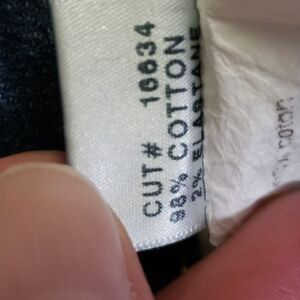 CUT# 16634
98% COTTON
2% ELASTANE